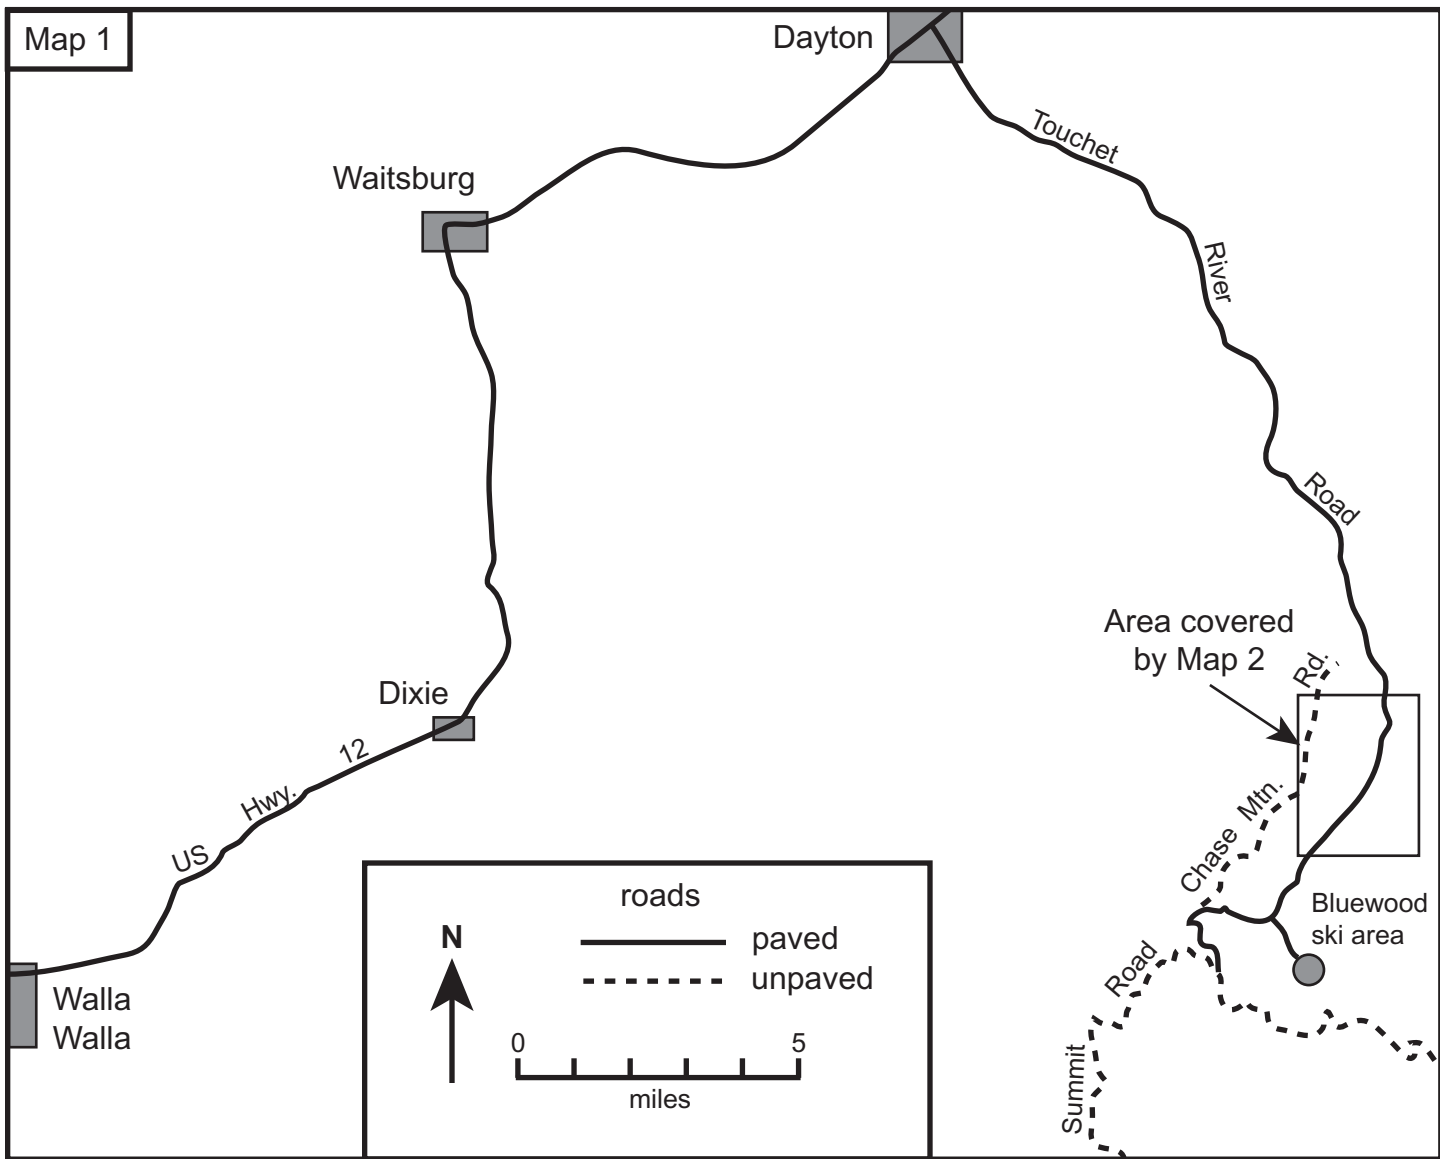 Map 1
Dayton
Touchet
Waitsburg
River
Road
Area covered
by Map 2
Rd.
Dixie
12
Hwy.
US
Mtn.
Chase
roads
N
paved
unpaved
0 5
miles
Bluewood
ski area
Road
Summit
Walla
Walla